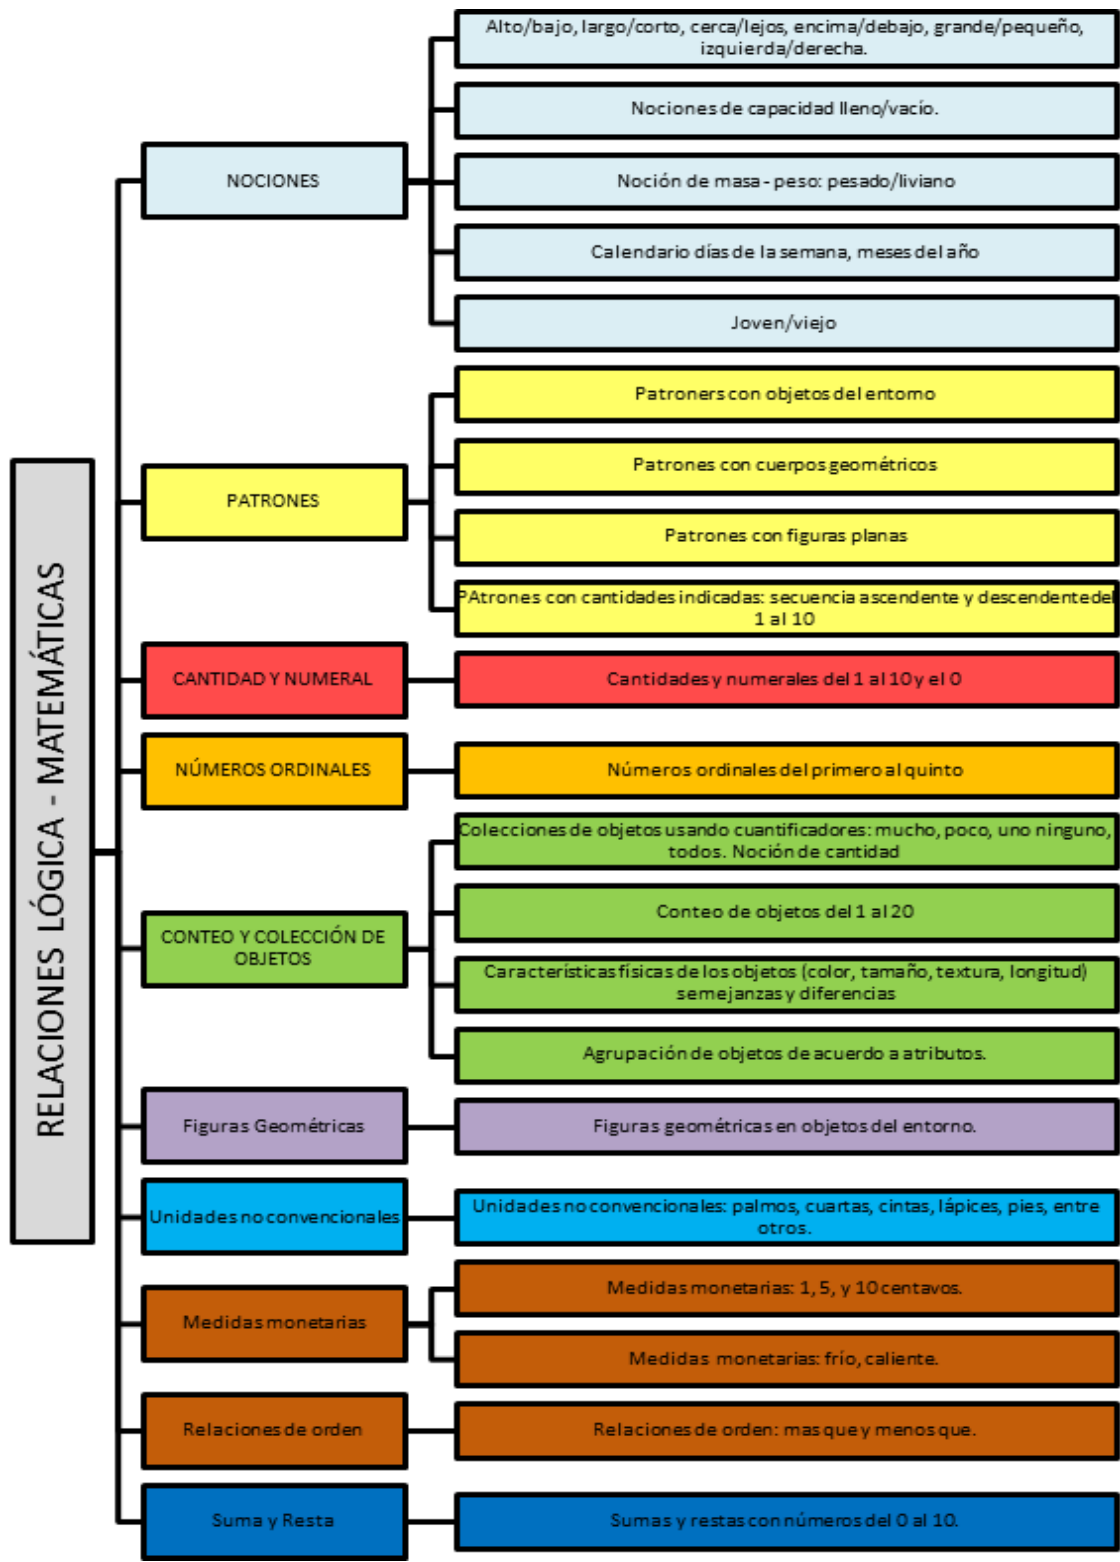 RELACIONES LÓGICA - MATEMÁTICAS
NOCIONES
Alto/bajo, largo/corto, cerca/lejos, encima/debajo, grande/pequeño,
izquierda/derecha.
Nociones de capacidad lleno/vacío.
Noción de masa - peso: pesado/liviano
Calendario días de la semana, meses del año
Joven/viejo
PATRONES
Patroners con objetos del entorno
Patrones con cuerpos geométricos
Patrones con figuras planas
PAtrones con cantidades indicadas: secuencia ascendente y descendente del
1 al 10
CANTIDAD Y NUMERAL
Cantidades y numerales del 1 al 10 y el 0
NÚMEROS ORDINALES
Números ordinales del primero al quinto
CONTEO Y COLECCIÓN DE
OBJETOS
Colecciones de objetos usando cuantificadores: mucho, poco, uno ninguno,
todos. Noción de cantidad
Conteo de objetos del 1 al 20
Características físicas de los objetos (color, tamaño, textura, longitud)
semejanzas y diferencias
Agrupación de objetos de acuerdo a atributos.
Figuras Geométricas
Figuras geométricas en objetos del entorno.
Unidades no convencionales
Unidades no convencionales: palmos, cuartas, cintas, lápices, pies, entre
otros.
Medidas monetarias
Medidas monetarias: 1, 5, y 10 centavos.
Medidas monetarias: frío, caliente.
Relaciones de orden
Relaciones de orden: mas que y menos que.
Suma y Resta
Sumas y restas con números del 0 al 10.